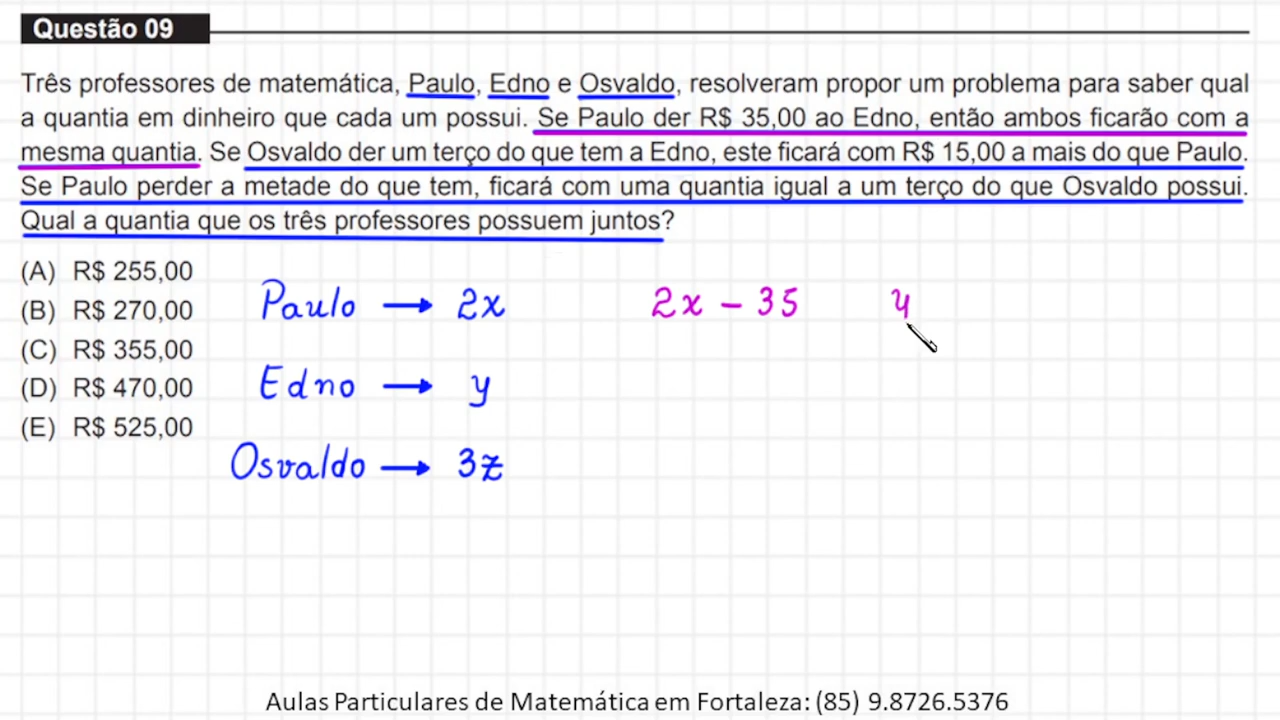 Questão 09
Três professores de matemática, Paulo, Edno e Osvaldo, resolveram propor um problema para saber qual
a quantia em dinheiro que cada um possui. Se Paulo der R$ 35,00 ao Edno, então ambos ficarão com a
mesma quantia. Se Osvaldo der um terço do que tem a Edno, este ficará com R$ 15,00 a mais do que Paulo.
Se Paulo perder a metade do que tem, ficará com uma quantia igual a um terço do que Osvaldo possui.
Qual a quantia que os três professores possuem juntos?
(A) R$ 255,00
(B) R$ 270,00
(C) R$ 355,00
(D) R$ 470,00
(E) R$ 525,00
Paulo → 2x
2x - 35 y
Edno → y
Osvaldo → 3z
Aulas Particulares de Matemática em Fortaleza: (85) 9.8726.5376